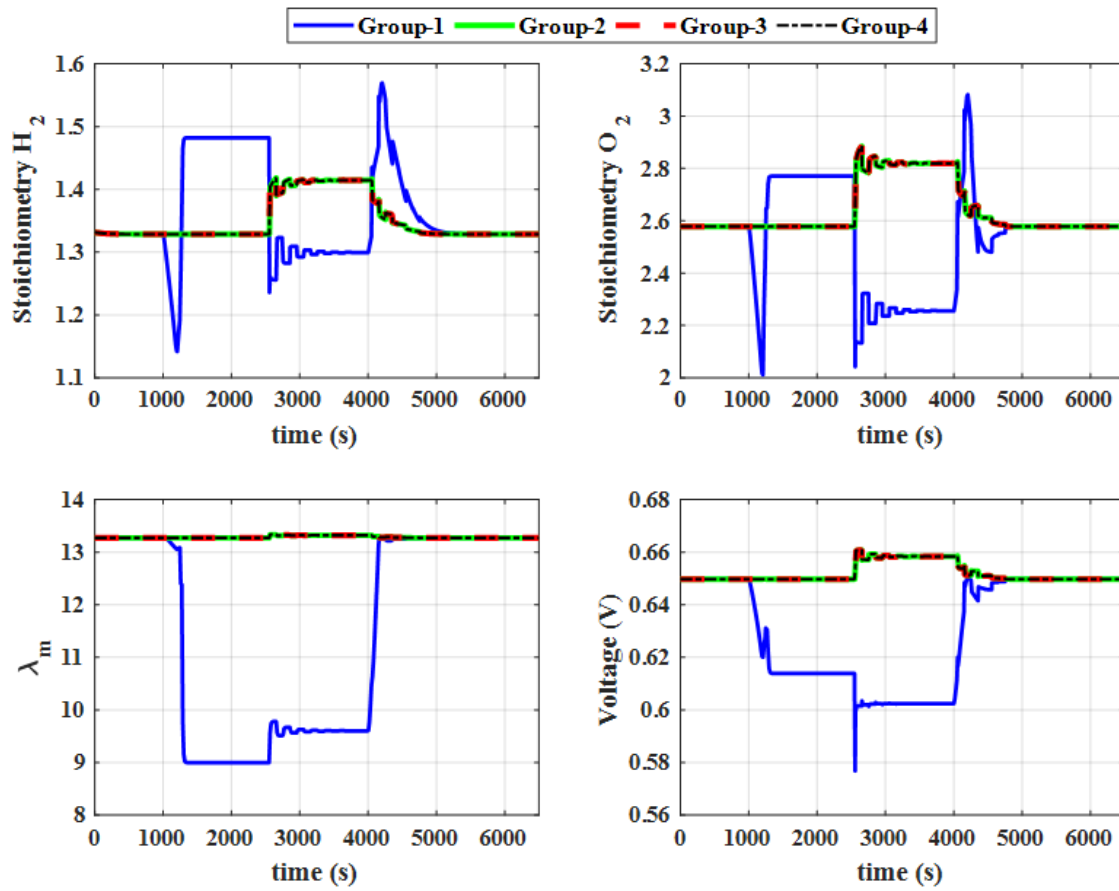 Group-1 Group-2 Group-3 Group-4
Stoichiometry H2
1.6
1.5
1.4
1.3
1.2
1.1
0 1000 2000 3000 4000 5000 6000
time (s)
Stoichiometry O2
3.2
3
2.8
2.6
2.4
2.2
2
0 1000 2000 3000 4000 5000 6000
time (s)
λm
14
13
12
11
10
9
8
0 1000 2000 3000 4000 5000 6000
time (s)
Voltage (V)
0.68
0.66
0.64
0.62
0.6
0.58
0.56
0 1000 2000 3000 4000 5000 6000
time (s)